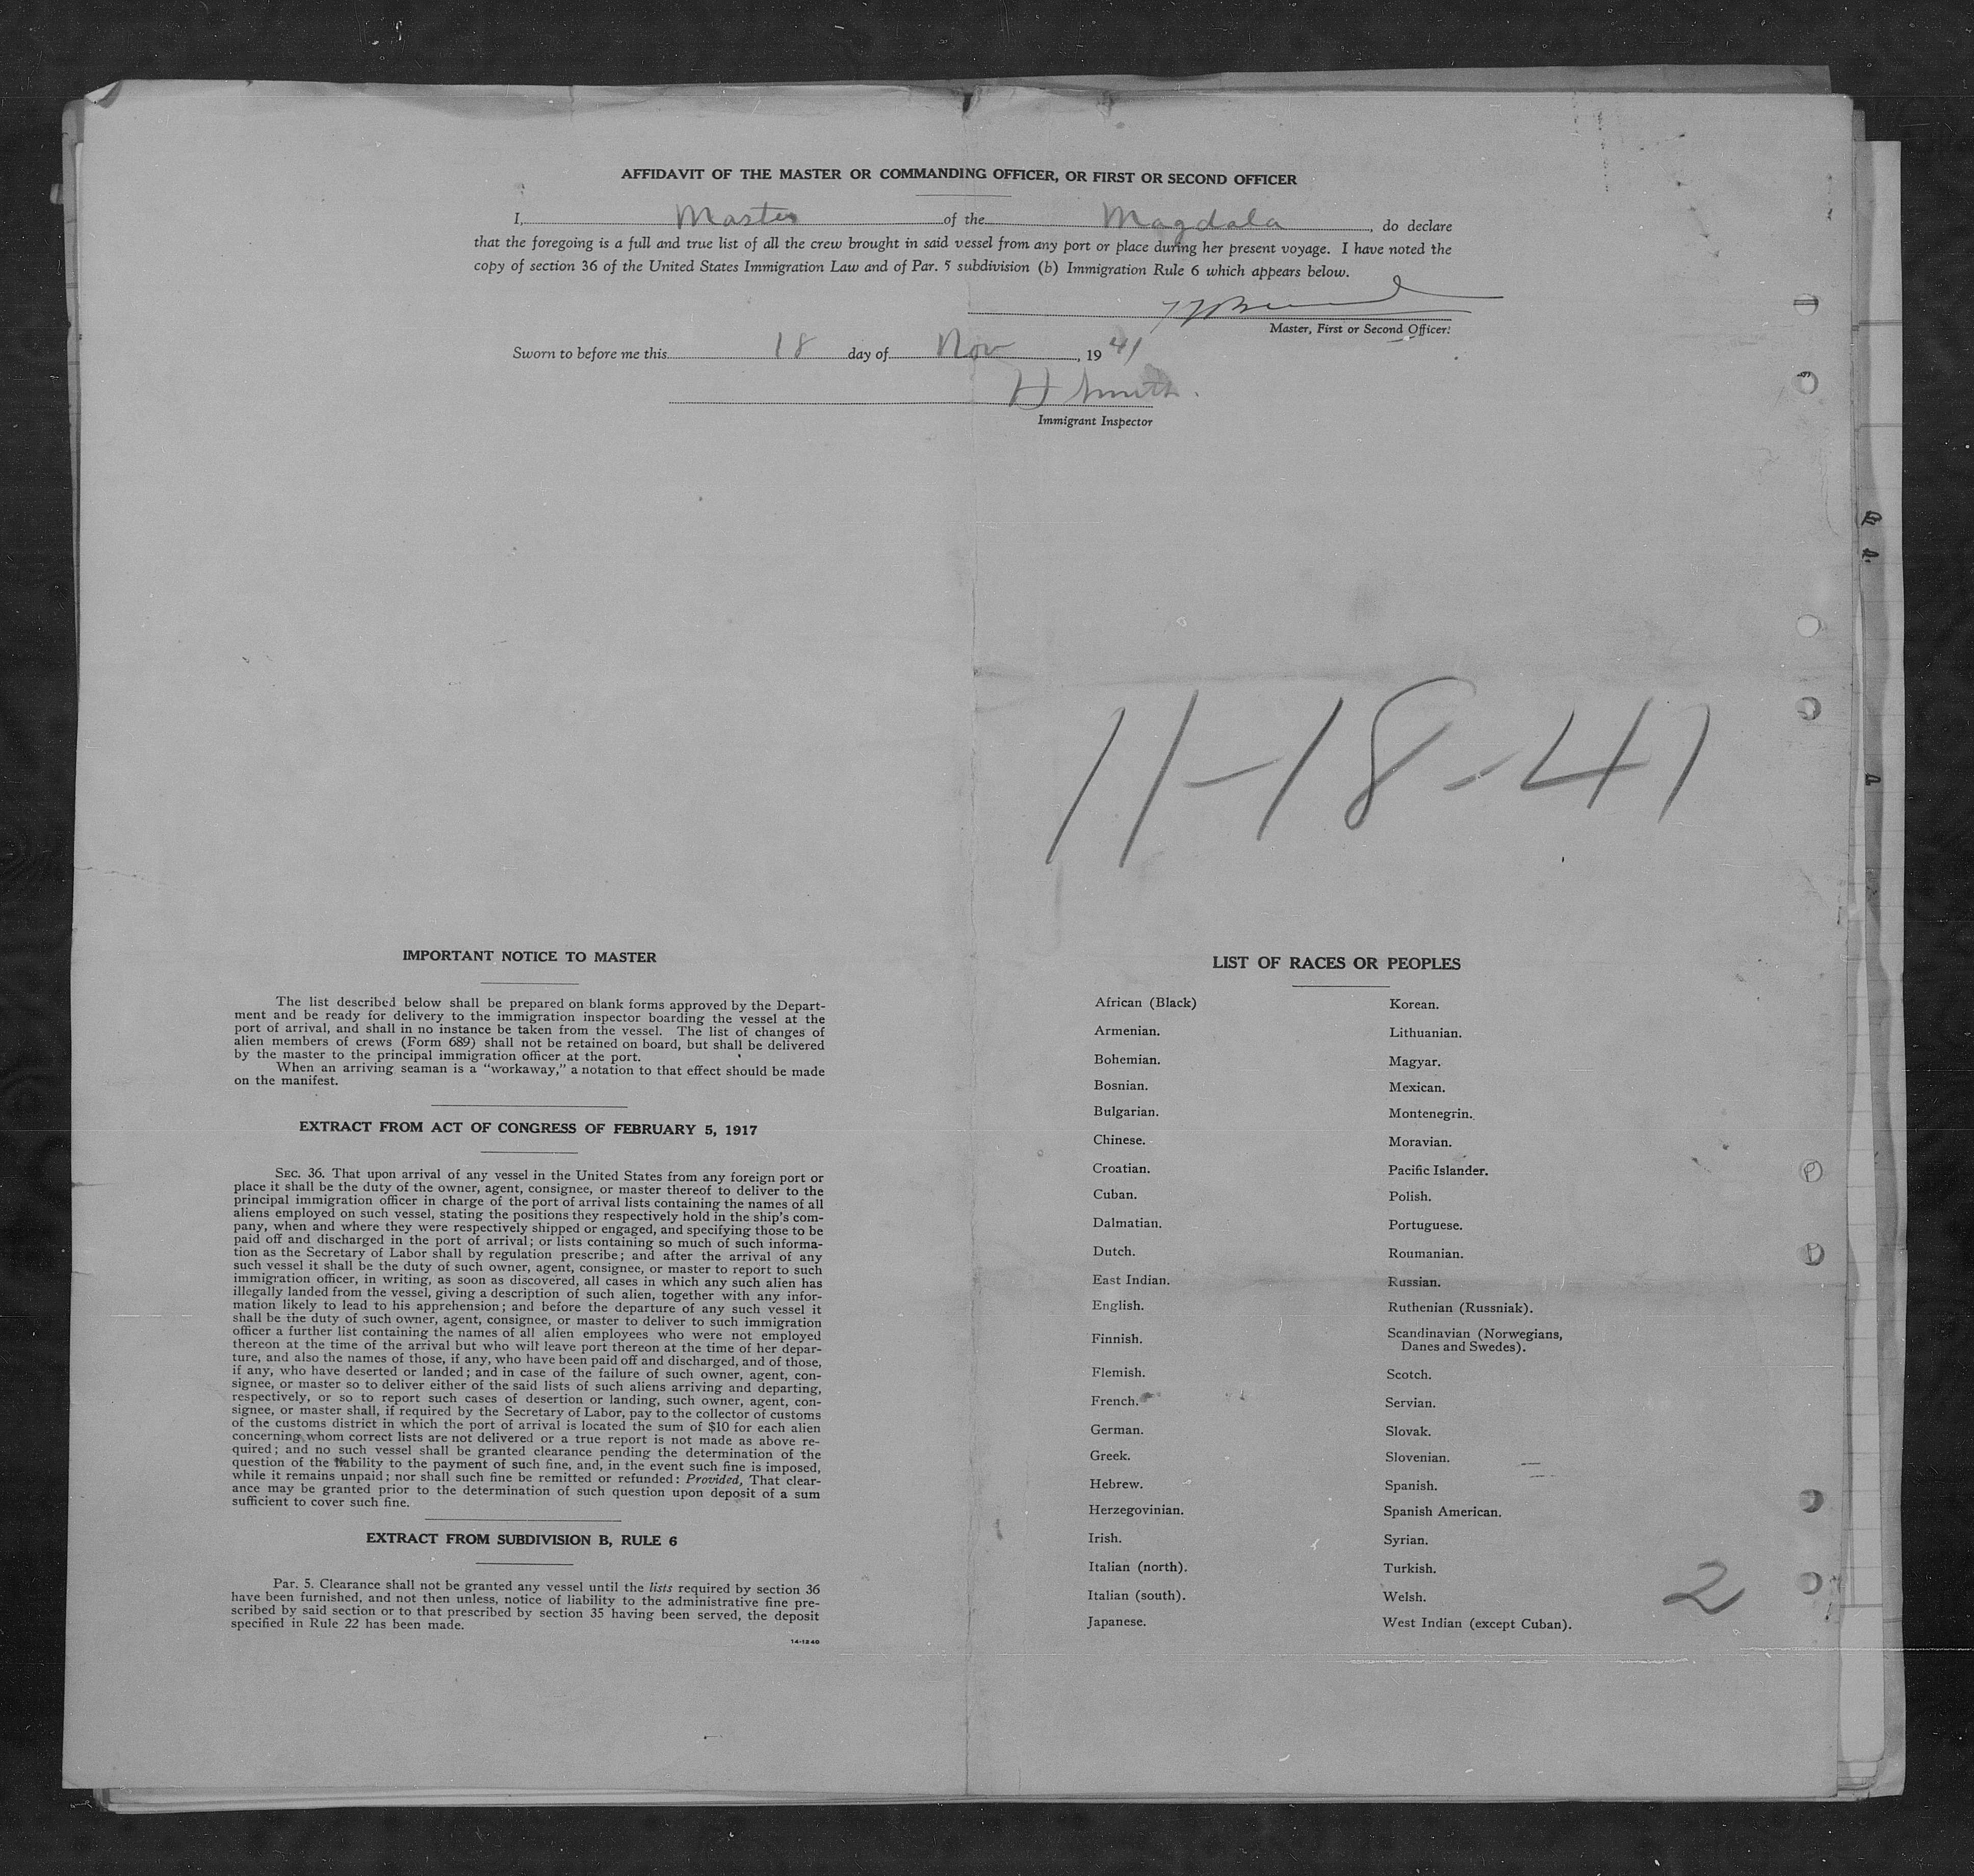 AFFIDAVIT OF THE MASTER OR COMMANDING OFFICER, OR FIRST OR SECOND OFFICER
I, Master of the Magdala, do declare
that the foregoing is a full and true list of all the crew brought in said vessel from any port or place during her present voyage. I have noted the
copy of section 36 of the United States Immigration Law and of Par. 5 subdivision (b) Immigration Rule 6 which appears below.
Master, First or Second Officer.
Sworn to before me this 18 day of Nov, 1941
H Smith.
Immigrant Inspector
11-18-41
IMPORTANT NOTICE TO MASTER
The list described below shall be prepared on blank forms approved by the Depart-
ment and be ready for delivery to the immigration inspector boarding the vessel at the
port of arrival, and shall in no instance be taken from the vessel. The list of changes of
alien members of crews (Form 689) shall not be retained on board, but shall be delivered
by the master to the principal immigration officer at the port.
When an arriving seaman is a "workaway," a notation to that effect should be made
on the manifest.
EXTRACT FROM ACT OF CONGRESS OF FEBRUARY 5, 1917
SEC. 36. That upon arrival of any vessel in the United States from any foreign port or
place it shall be the duty of the owner, agent, consignee, or master thereof to deliver to the
principal immigration officer in charge of the port of arrival lists containing the names of all
aliens employed on such vessel, stating the positions they respectively hold in the ship's com-
pany, when and where they were respectively shipped or engaged, and specifying those to be
paid off and discharged in the port of arrival; or lists containing so much of such informa-
tion as the Secretary of Labor shall by regulation prescribe; and after the arrival of any
such vessel it shall be the duty of such owner, agent, consignee, or master to report to such
immigration officer, in writing, as soon as discovered, all cases in which any such alien has
illegally landed from the vessel, giving a description of such alien, together with any infor-
mation likely to lead to his apprehension; and before the departure of any such vessel it
shall be the duty of such owner, agent, consignee, or master to deliver to such immigration
officer a further list containing the names of all alien employees who were not employed
thereon at the time of the arrival but who will leave port thereon at the time of her depar-
ture, and also the names of those, if any, who have been paid off and discharged, and of those,
if any, who have deserted or landed; and in case of the failure of such owner, agent, con-
signee, or master so to deliver either of the said lists of such aliens arriving and departing,
respectively, or so to report such cases of desertion or landing, such owner, agent, con-
signee, or master shall, if required by the Secretary of Labor, pay to the collector of customs
of the customs district in which the port of arrival is located the sum of $10 for each alien
concerning whom correct lists are not delivered or a true report is not made as above re-
quired; and no such vessel shall be granted clearance pending the determination of the
question of the liability to the payment of such fine, and, in the event such fine is imposed,
while it remains unpaid; nor shall such fine be remitted or refunded: Provided, That clear-
ance may be granted prior to the determination of such question upon deposit of a sum
sufficient to cover such fine.
EXTRACT FROM SUBDIVISION B, RULE 6
Par. 5. Clearance shall not be granted any vessel until the lists required by section 36
have been furnished, and not then unless, notice of liability to the administrative fine pre-
scribed by said section or to that prescribed by section 35 having been served, the deposit
specified in Rule 22 has been made.
14-1240
LIST OF RACES OR PEOPLES
African (Black)
Armenian.
Bohemian.
Bosnian.
Bulgarian.
Chinese.
Croatian.
Cuban.
Dalmatian.
Dutch.
East Indian.
English.
Finnish.
Flemish.
French.
German.
Greek.
Hebrew.
Herzegovinian.
Irish.
Italian (north).
Italian (south).
Japanese.
Korean.
Lithuanian.
Magyar.
Mexican.
Montenegrin.
Moravian.
Pacific Islander.
Polish.
Portuguese.
Roumanian.
Russian.
Ruthenian (Russniak).
Scandinavian (Norwegians,
Danes and Swedes).
Scotch.
Servian.
Slovak.
Slovenian.
Spanish.
Spanish American.
Syrian.
Turkish.
Welsh.
West Indian (except Cuban).
2